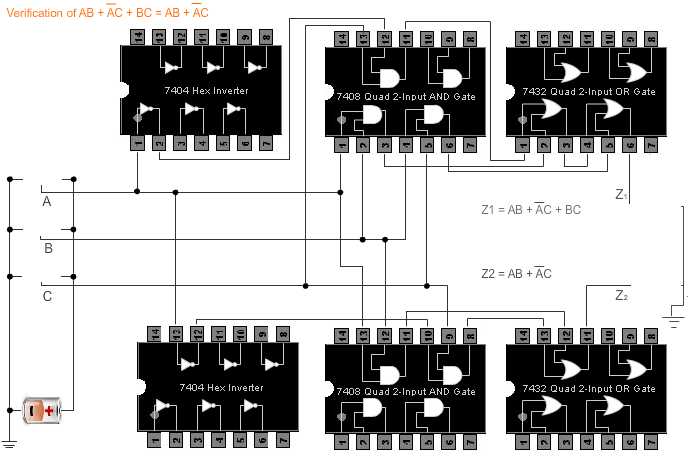 Verification of AB + A̅C + BC = AB + A̅C
14 13 12 11 10 9 8
7404 Hex Inverter
1 2 3 4 5 6 7
14 13 12 11 10 9 8
7408 Quad 2-Input AND Gate
1 2 3 4 5 6 7
14 13 12 11 10 9 8
7432 Quad 2-Input OR Gate
1 2 3 4 5 6 7
A
Z1
Z1 = AB + A̅C + BC
B
Z2 = AB + A̅C
C
Z2
14 13 12 11 10 9 8
7404 Hex Inverter
1 2 3 4 5 6 7
14 13 12 11 10 9 8
7408 Quad 2-Input AND Gate
1 2 3 4 5 6 7
14 13 12 11 10 9 8
7432 Quad 2-Input OR Gate
1 2 3 4 5 6 7
- +